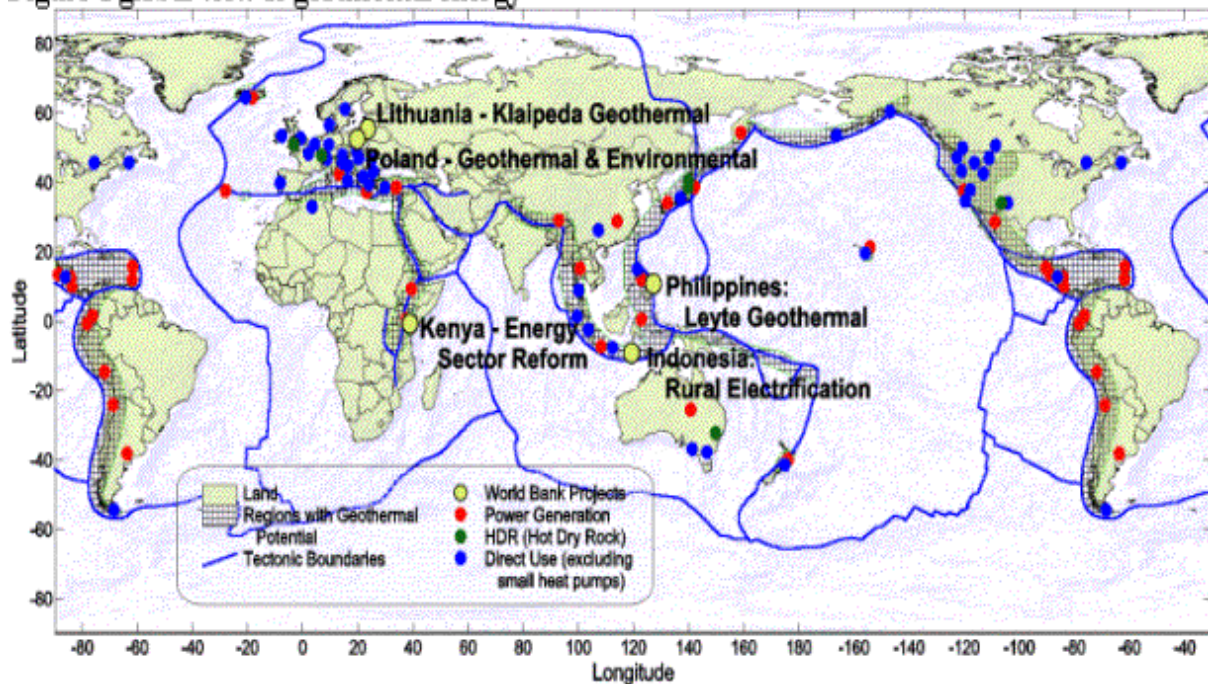 80
60
40
20
0
-20
-40
-60
-80
Latitude
Lithuania - Klaipeda Geothermal
Poland - Geothermal & Environmental
Philippines:
Leyte Geothermal
Kenya - Energy
Sector Reform
Indonesia:
Rural Electrification
Land
Regions with Geothermal
Potential
Tectonic Boundaries
World Bank Projects
Power Generation
HDR (Hot Dry Rock)
Direct Use (excluding
small heat pumps)
-80 -60 -40 -20 0 20 40 60 80 100 120 140 160 180 -160 -140 -120 -100 -80 -60 -40
Longitude